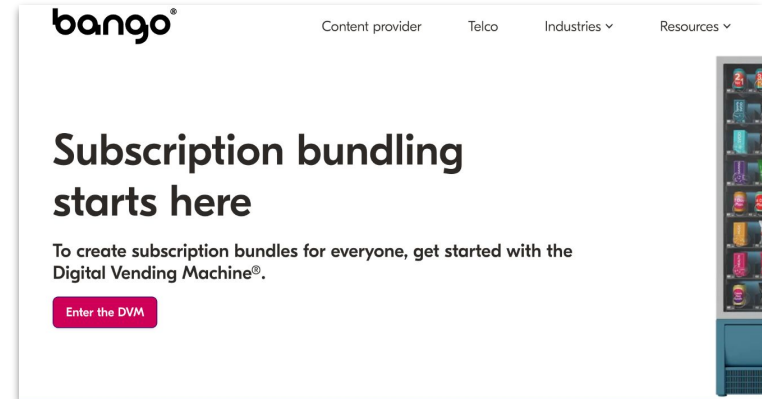 bango®
Content provider
Telco
Industries
Resources
Subscription bundling
starts here
To create subscription bundles for everyone, get started with the
Digital Vending Machine®.
Enter the DVM